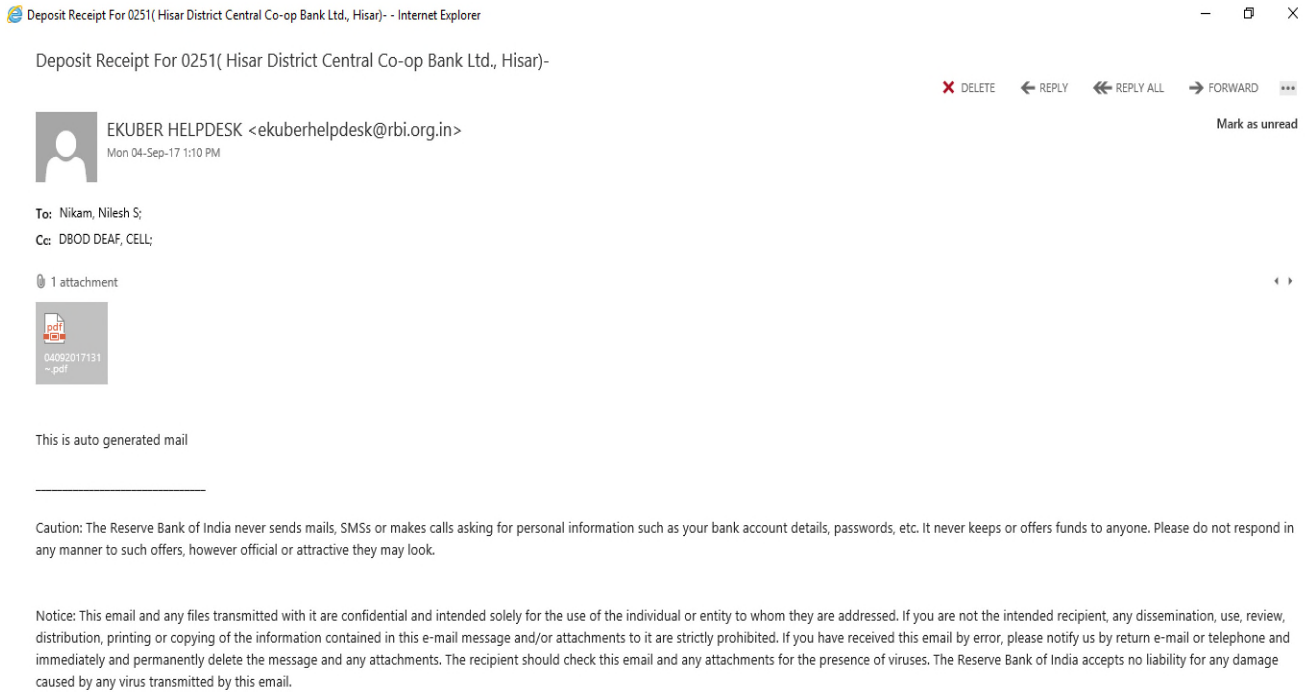 Deposit Receipt For 0251( Hisar District Central Co-op Bank Ltd., Hisar)- - Internet Explorer
Deposit Receipt For 0251( Hisar District Central Co-op Bank Ltd., Hisar)-
DELETE REPLY REPLY ALL FORWARD
EKUBER HELPDESK <ekuberhelpdesk@rbi.org.in>
Mark as unread
Mon 04-Sep-17 1:10 PM
To: Nikam, Nilesh S;
Cc: DBOD DEAF, CELL;
1 attachment
pdf
04092017131
~.pdf
This is auto generated mail
Caution: The Reserve Bank of India never sends mails, SMSs or makes calls asking for personal information such as your bank account details, passwords, etc. It never keeps or offers funds to anyone. Please do not respond in
any manner to such offers, however official or attractive they may look.
Notice: This email and any files transmitted with it are confidential and intended solely for the use of the individual or entity to whom they are addressed. If you are not the intended recipient, any dissemination, use, review,
distribution, printing or copying of the information contained in this e-mail message and/or attachments to it are strictly prohibited. If you have received this email by error, please notify us by return e-mail or telephone and
immediately and permanently delete the message and any attachments. The recipient should check this email and any attachments for the presence of viruses. The Reserve Bank of India accepts no liability for any damage
caused by any virus transmitted by this email.